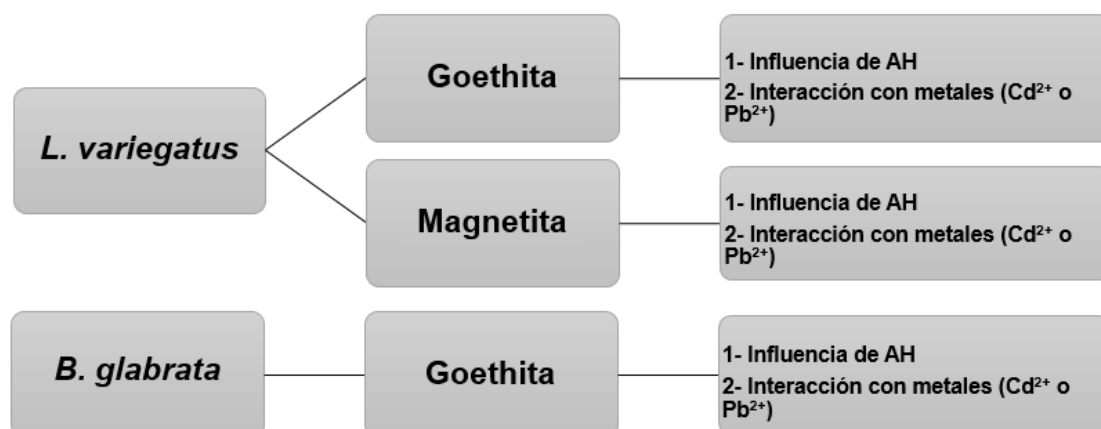 L. variegatus
Goethita
1- Influencia de AH
2- Interacción con metales (Cd²⁺ o
Pb²⁺)
Magnetita
1- Influencia de AH
2- Interacción con metales (Cd²⁺ o
Pb²⁺)
B. glabrata
Goethita
1- Influencia de AH
2- Interacción con metales (Cd²⁺ o
Pb²⁺)